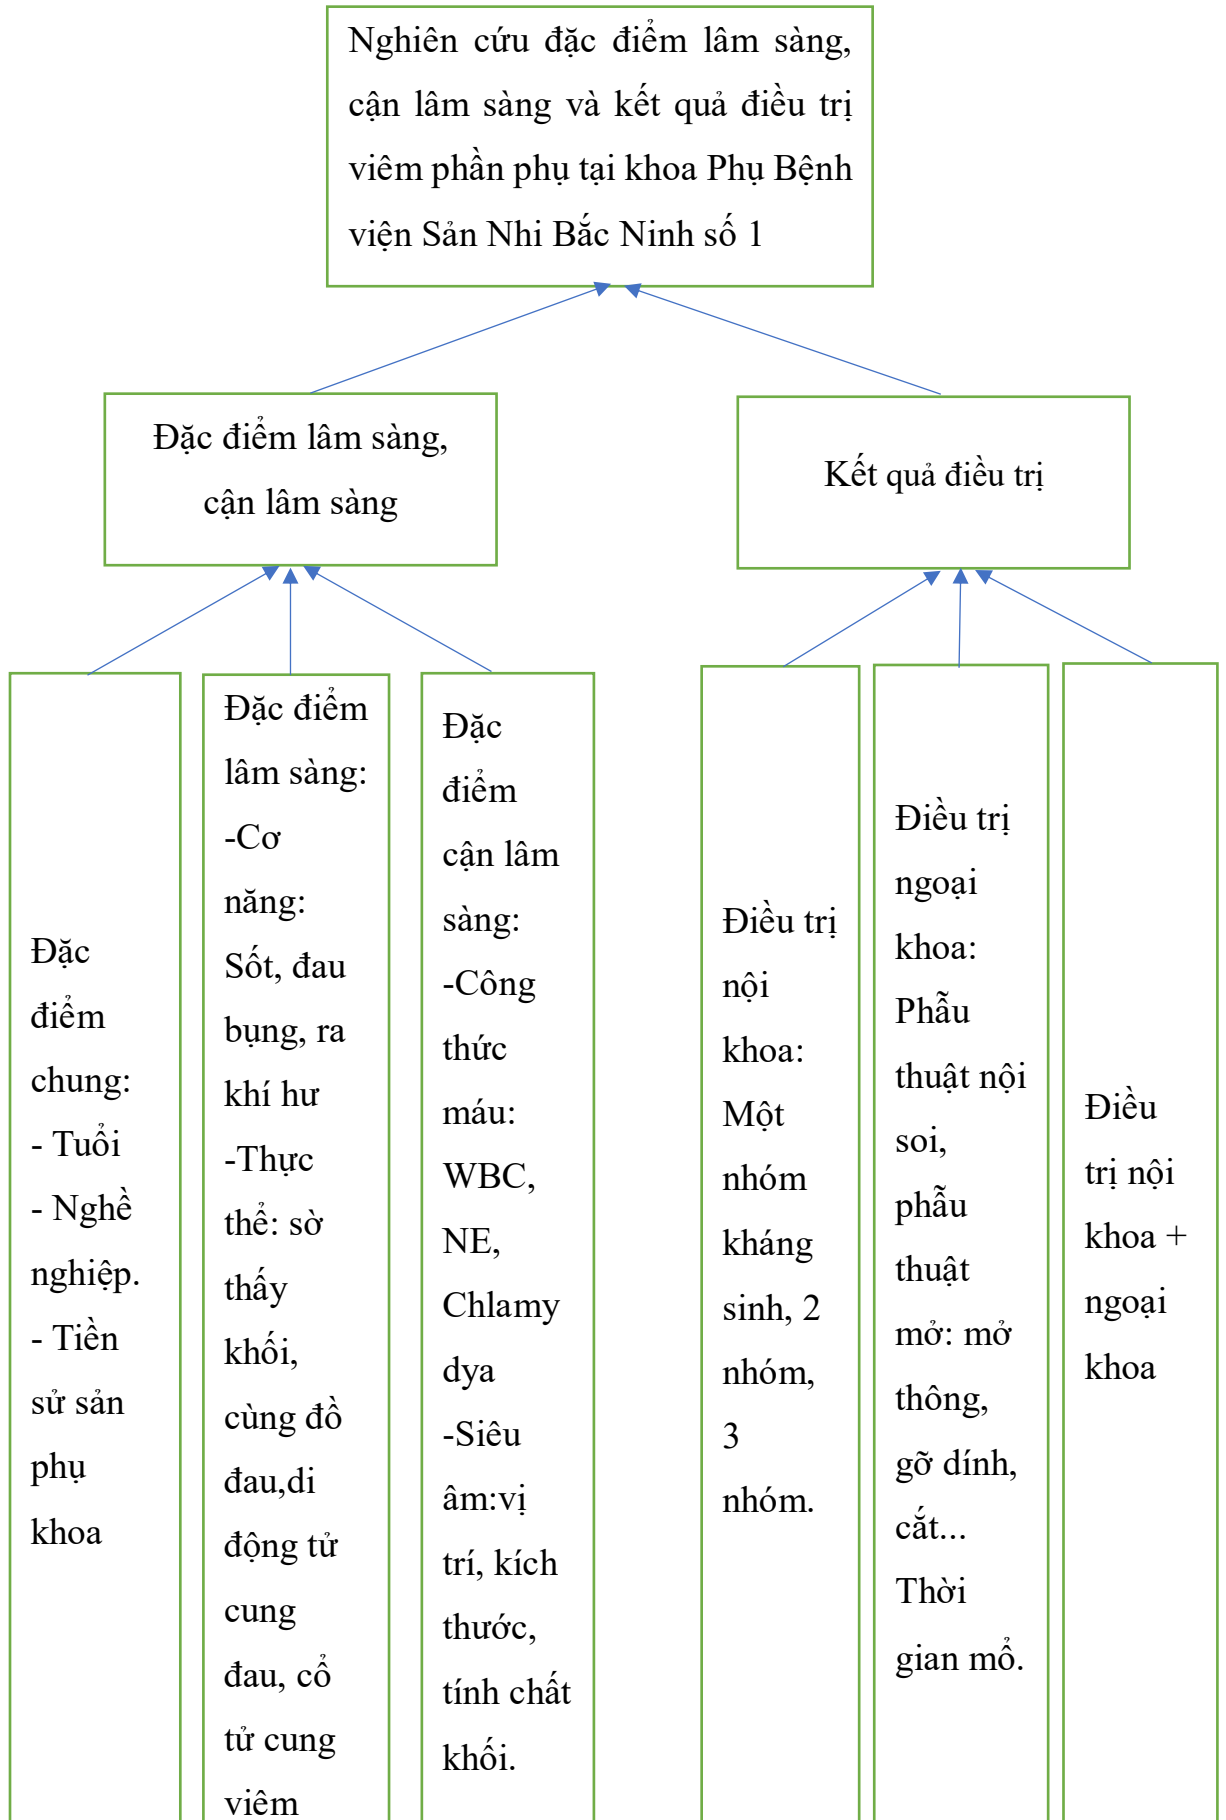 Nghiên cứu đặc điểm lâm sàng,
cận lâm sàng và kết quả điều trị
viêm phần phụ tại khoa Phụ Bệnh
viện Sản Nhi Bắc Ninh số 1
Đặc điểm lâm sàng,
cận lâm sàng
Kết quả điều trị
Đặc
điểm
chung:
- Tuổi
- Nghề
nghiệp.
- Tiền
sử sản
phụ
khoa
Đặc điểm
lâm sàng:
-Cơ
năng:
Sốt, đau
bụng, ra
khí hư
-Thực
thể: sờ
thấy
khối,
cùng đồ
đau,di
động tử
cung
đau, cổ
tử cung
viêm
Đặc
điểm
cận lâm
sàng:
-Công
thức
máu:
WBC,
NE,
Chlamy
dya
-Siêu
âm:vị
trí, kích
thước,
tính chất
khối.
Điều trị
nội
khoa:
Một
nhóm
kháng
sinh, 2
nhóm,
3
nhóm.
Điều trị
ngoại
khoa:
Phẫu
thuật nội
soi,
phẫu
thuật
mở: mở
thông,
gỡ dính,
cắt...
Thời
gian mổ.
Điều
trị nội
khoa +
ngoại
khoa